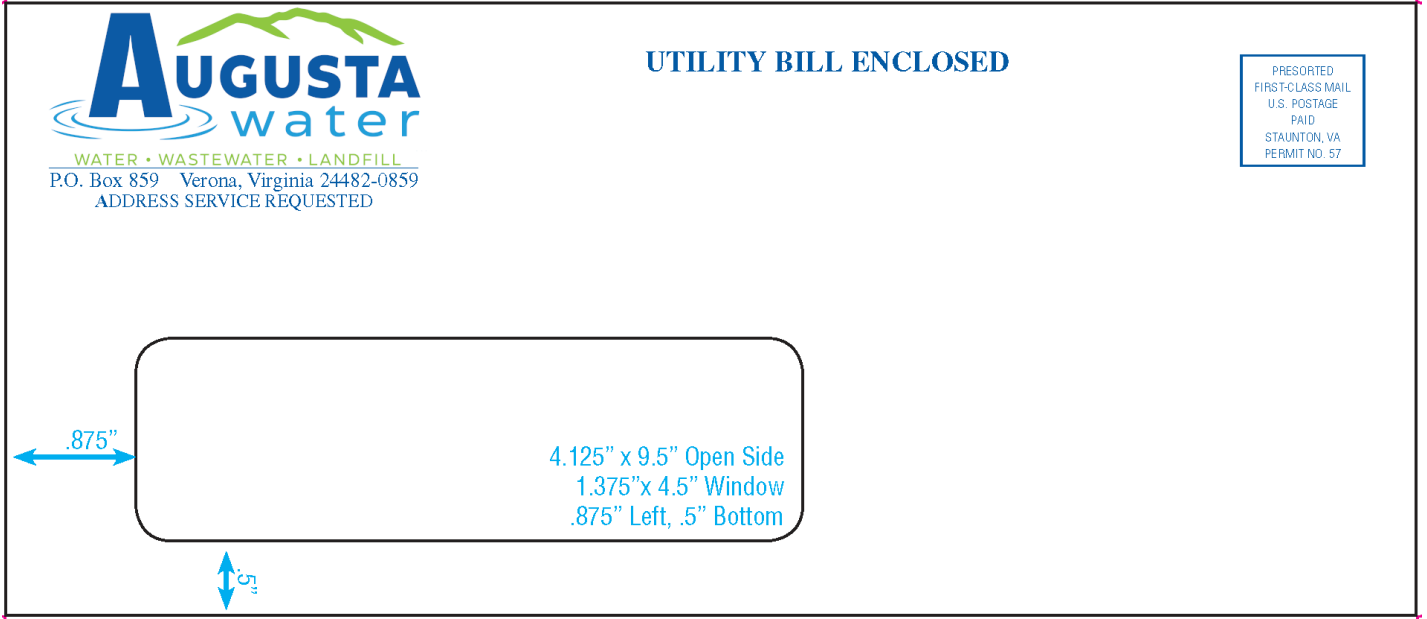 AUGUSTA
water
WATER • WASTEWATER • LANDFILL
P.O. Box 859 Verona, Virginia 24482-0859
ADDRESS SERVICE REQUESTED
UTILITY BILL ENCLOSED
PRESORTED
FIRST-CLASS MAIL
U.S. POSTAGE
PAID
STAUNTON, VA
PERMIT NO. 57
.875”
4.125” x 9.5” Open Side
1.375”x 4.5” Window
.875” Left, .5” Bottom
.5”